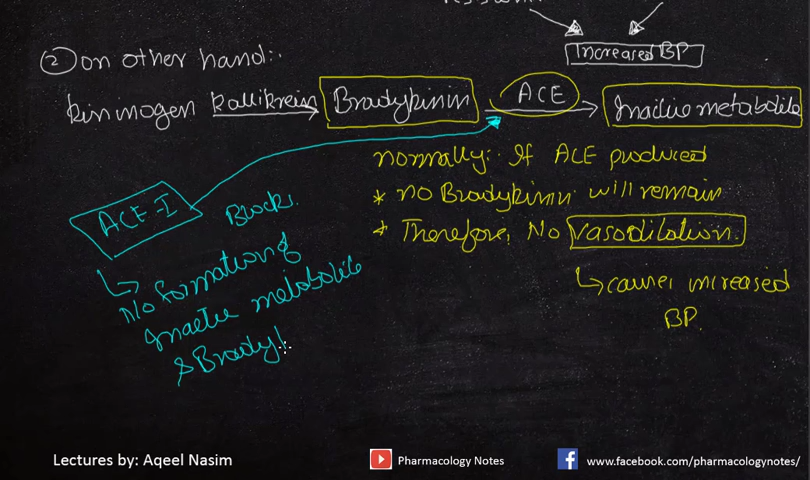 Increased BP
② on other hand:
kininogen Kallikrein Bradykinin ACE Inactive metabolite
normally: If ACE produced
* no Bradykinin will remain
* Therefore, No vasodilation.
↳ causes increased
BP.
ACE-I Blocks.
↳ No formation of
Inactive metabolite
& Brady
Lectures by: Aqeel Nasim
Pharmacology Notes
www.facebook.com/pharmacologynotes/